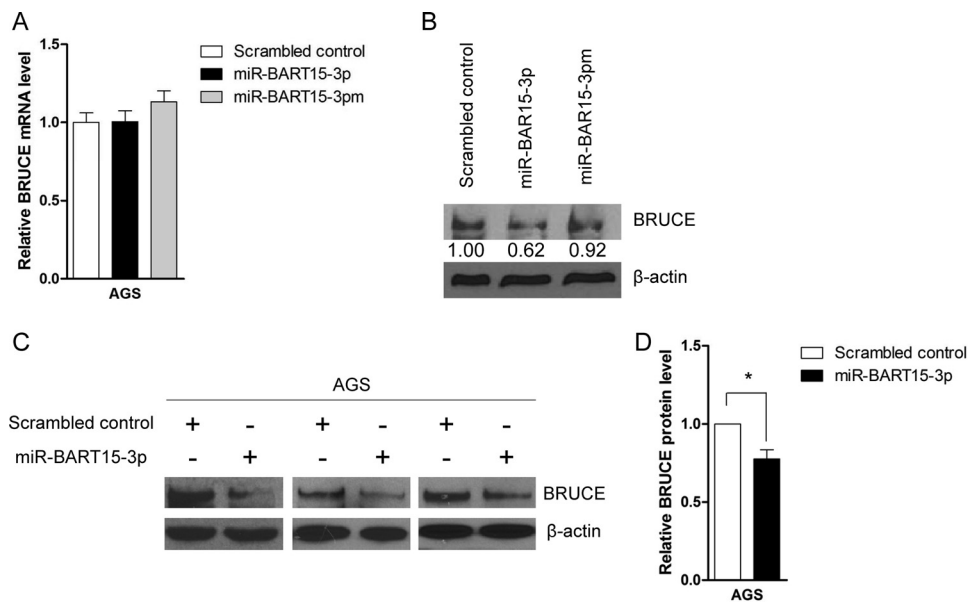 A
Relative BRUCE mRNA level
1.5
1.0
0.5
0.0
AGS
Scrambled control
miR-BART15-3p
miR-BART15-3pm
B
Scrambled control
miR-BAR15-3p
miR-BAR15-3pm
BRUCE
1.00 0.62 0.92
β-actin
C
AGS
Scrambled control + - + - + -
miR-BART15-3p - + - + - +
BRUCE
β-actin
D
Relative BRUCE protein level
1.5
1.0
0.5
0.0
*
AGS
Scrambled control
miR-BART15-3p